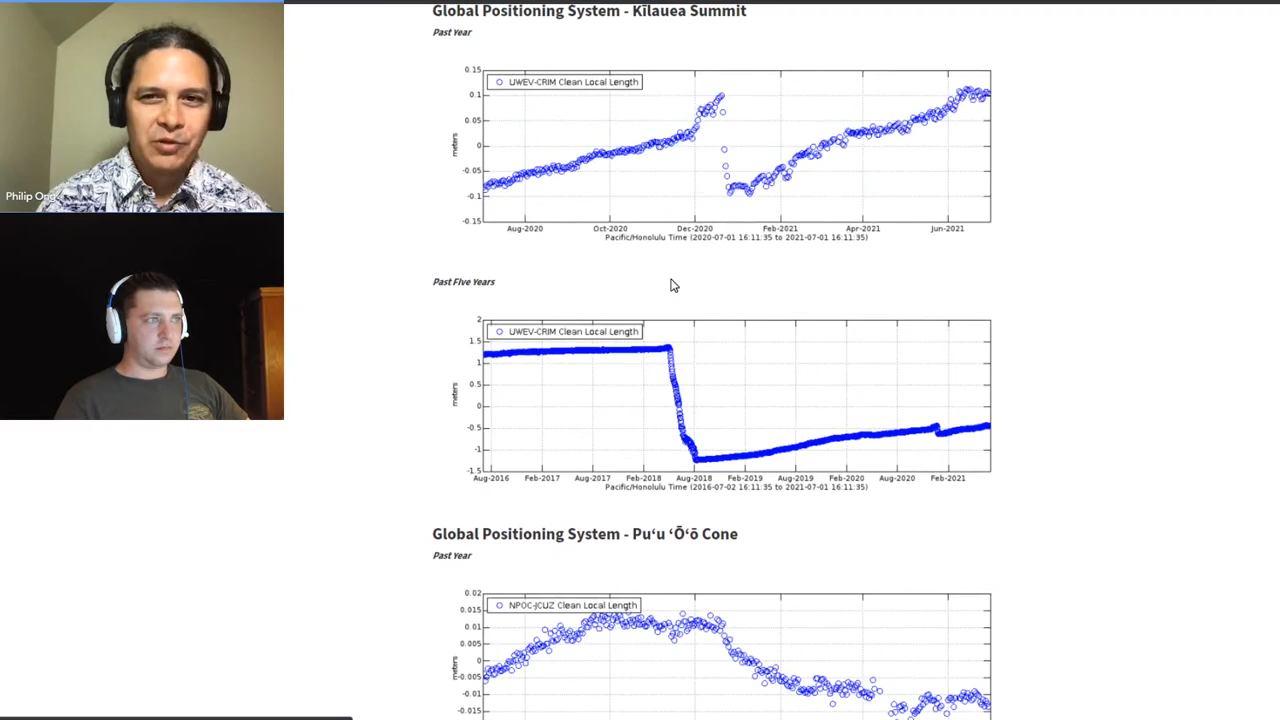 Global Positioning System - Kīlauea Summit
Past Year
UWEV-CRIM Clean Local Length
0.15
0.1
0.05
0
-0.05
-0.1
-0.15
meters
Aug-2020 Oct-2020 Dec-2020 Feb-2021 Apr-2021 Jun-2021
Pacific/Honolulu Time (2020-07-01 16:11:35 to 2021-07-01 16:11:35)
Philip Ong
Past Five Years
UWEV-CRIM Clean Local Length
2
1.5
1
0.5
0
-0.5
-1
-1.5
meters
Aug-2016 Feb-2017 Aug-2017 Feb-2018 Aug-2018 Feb-2019 Aug-2019 Feb-2020 Aug-2020 Feb-2021
Pacific/Honolulu Time (2016-07-02 16:11:35 to 2021-07-01 16:11:35)
Global Positioning System - Puʻu ʻŌʻō Cone
Past Year
NPOC-JCUZ Clean Local Length
0.02
0.015
0.01
0.005
0
-0.005
-0.01
-0.015
meters